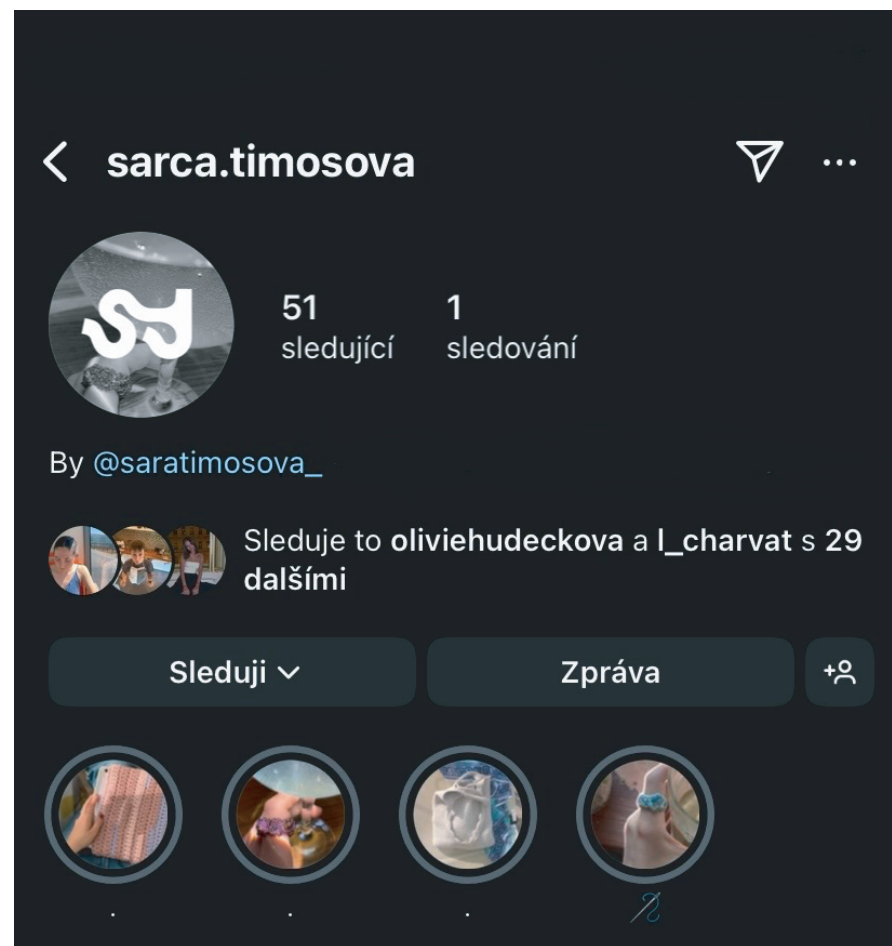 sarca.timosova
51
sledující
1
sledování
By @saratimosova_
Sleduje to oliviehudeckova a l_charvat s 29
dalšími
Sleduji
Zpráva